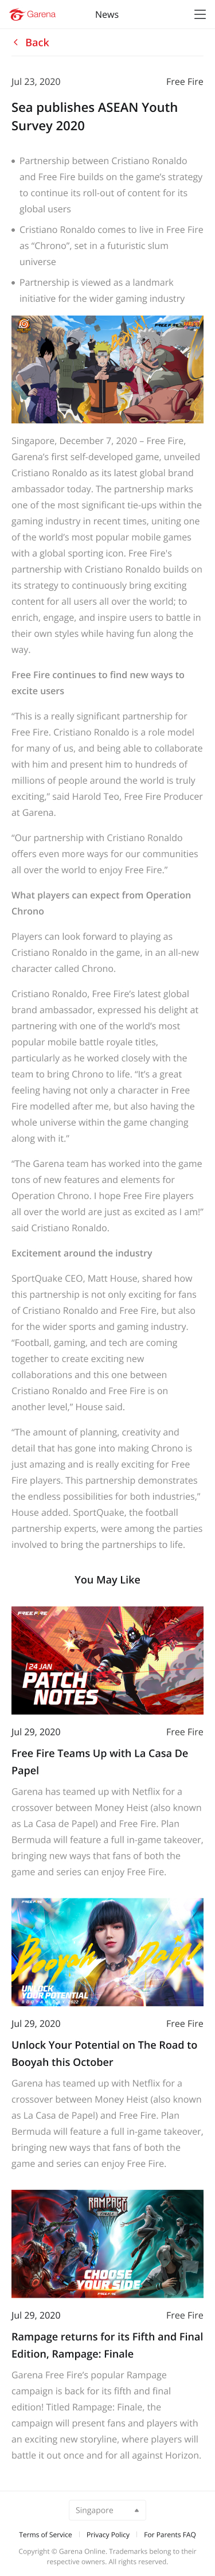 Garena
News
Back
Jul 23, 2020 Free Fire
Sea publishes ASEAN Youth
Survey 2020
Partnership between Cristiano Ronaldo
and Free Fire builds on the game's strategy
to continue its roll-out of content for its
global users
Cristiano Ronaldo comes to live in Free Fire
as “Chrono”, set in a futuristic slum
universe
Partnership is viewed as a landmark
initiative for the wider gaming industry
Booyah!
FREE FIRE
Singapore, December 7, 2020 – Free Fire,
Garena's first self-developed game, unveiled
Cristiano Ronaldo as its latest global brand
ambassador today. The partnership marks
one of the most significant tie-ups within the
gaming industry in recent times, uniting one
of the world's most popular mobile games
with a global sporting icon. Free Fire's
partnership with Cristiano Ronaldo builds on
its strategy to continuously bring exciting
content for all users all over the world; to
enrich, engage, and inspire users to battle in
their own styles while having fun along the
way.
Free Fire continues to find new ways to
excite users
“This is a really significant partnership for
Free Fire. Cristiano Ronaldo is a role model
for many of us, and being able to collaborate
with him and present him to hundreds of
millions of people around the world is truly
exciting,” said Harold Teo, Free Fire Producer
at Garena.
“Our partnership with Cristiano Ronaldo
offers even more ways for our communities
all over the world to enjoy Free Fire.”
What players can expect from Operation
Chrono
Players can look forward to playing as
Cristiano Ronaldo in the game, in an all-new
character called Chrono.
Cristiano Ronaldo, Free Fire's latest global
brand ambassador, expressed his delight at
partnering with one of the world's most
popular mobile battle royale titles,
particularly as he worked closely with the
team to bring Chrono to life. “It's a great
feeling having not only a character in Free
Fire modelled after me, but also having the
whole universe within the game changing
along with it.”
“The Garena team has worked into the game
tons of new features and elements for
Operation Chrono. I hope Free Fire players
all over the world are just as excited as I am!”
said Cristiano Ronaldo.
Excitement around the industry
SportQuake CEO, Matt House, shared how
this partnership is not only exciting for fans
of Cristiano Ronaldo and Free Fire, but also
for the wider sports and gaming industry.
“Football, gaming, and tech are coming
together to create exciting new
collaborations and this one between
Cristiano Ronaldo and Free Fire is on
another level,” House said.
“The amount of planning, creativity and
detail that has gone into making Chrono is
just amazing and is really exciting for Free
Fire players. This partnership demonstrates
the endless possibilities for both industries,”
House added. SportQuake, the football
partnership experts, were among the parties
involved to bring the partnerships to life.
You May Like
FREE FIRE
24 JAN
PATCH
NOTES
Jul 29, 2020 Free Fire
Free Fire Teams Up with La Casa De
Papel
Garena has teamed up with Netflix for a
crossover between Money Heist (also known
as La Casa de Papel) and Free Fire. Plan
Bermuda will feature a full in-game takeover,
bringing new ways that fans of both the
game and series can enjoy Free Fire.
FREE FIRE
Booyah Day!
UNLOCK
YOUR POTENTIAL
Jul 29, 2020 Free Fire
Unlock Your Potential on The Road to
Booyah this October
Garena has teamed up with Netflix for a
crossover between Money Heist (also known
as La Casa de Papel) and Free Fire. Plan
Bermuda will feature a full in-game takeover,
bringing new ways that fans of both the
game and series can enjoy Free Fire.
RAMPAGE
FINALE
CHOOSE
YOUR SIDE
FREE FIRE
Jul 29, 2020 Free Fire
Rampage returns for its Fifth and Final
Edition, Rampage: Finale
Garena Free Fire's popular Rampage
campaign is back for its fifth and final
edition! Titled Rampage: Finale, the
campaign will present fans and players with
an exciting new storyline, where players will
battle it out once and for all against Horizon.
Singapore
Terms of Service Privacy Policy For Parents FAQ
Copyright © Garena Online. Trademarks belong to their
respective owners. All rights reserved.